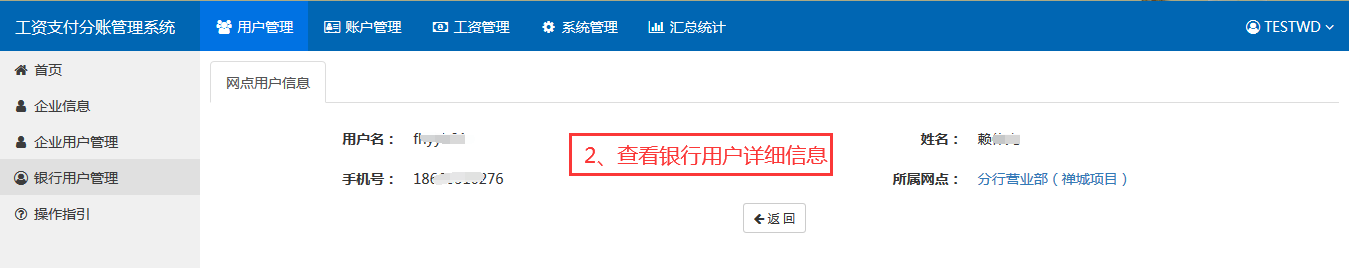 工资支付分账管理系统 用户管理 账户管理 工资管理 系统管理 汇总统计 TESTWD
首页
企业信息
企业用户管理
银行用户管理
操作指引
网点用户信息
用户名：
姓名： 赖
2、查看银行用户详细信息
手机号： 186 276
所属网点： 分行营业部（禅城项目）
返 回